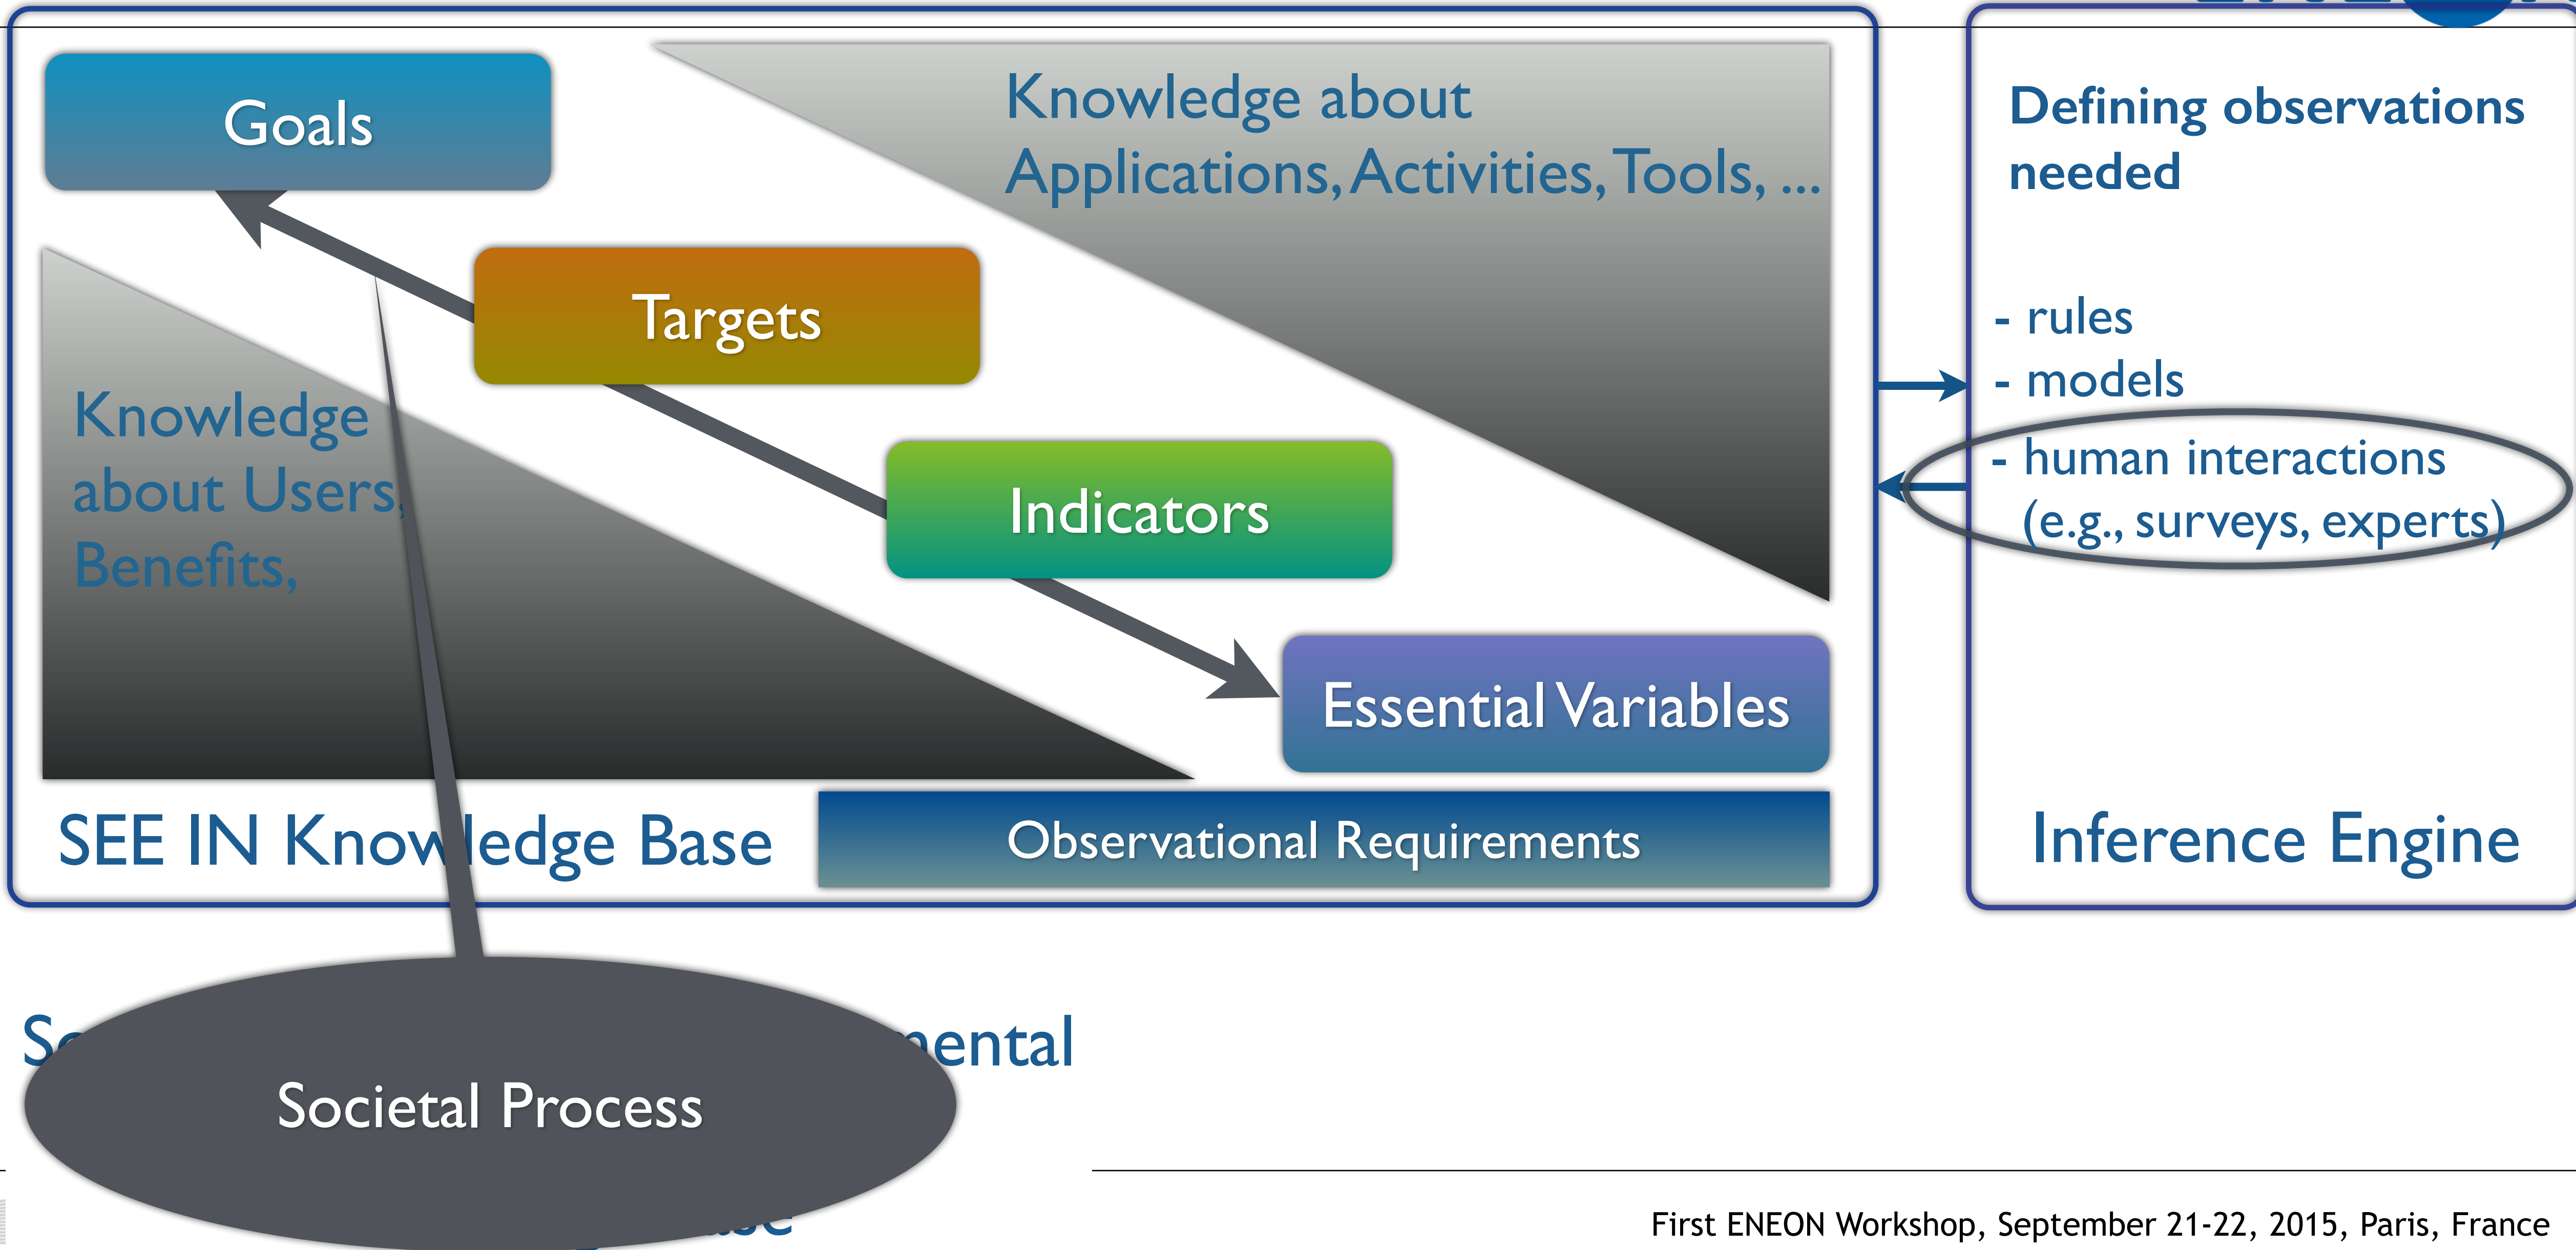 Goals
Knowledge about
Applications, Activities, Tools, ...
Targets
Knowledge
about Users,
Benefits,
Indicators
Essential Variables
SEE IN Knowledge Base
Observational Requirements
Defining observations
needed
- rules
- models
- human interactions
(e.g., surveys, experts)
Inference Engine
Societal Process
First ENEON Workshop, September 21-22, 2015, Paris, France